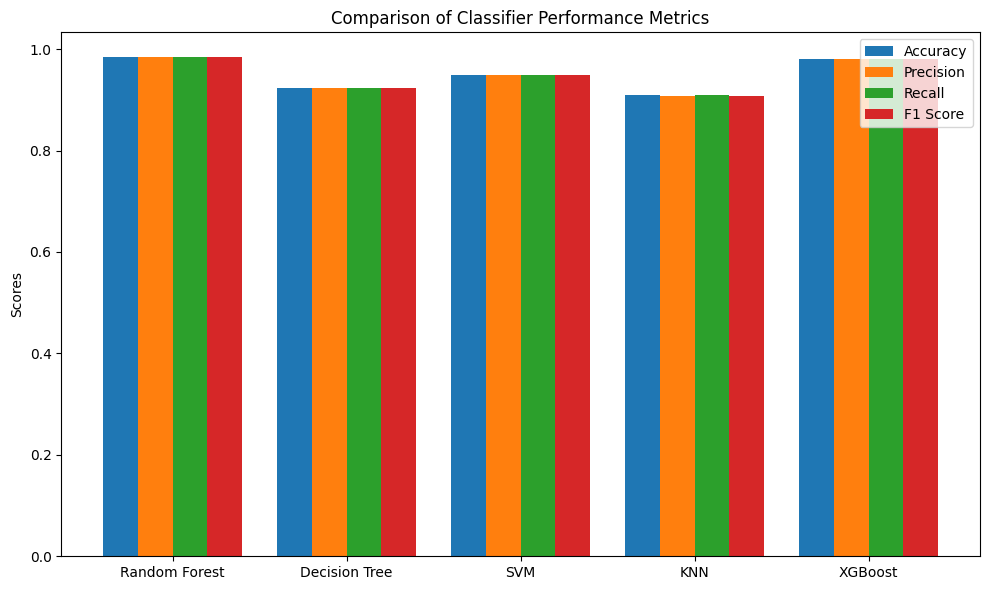 Comparison of Classifier Performance Metrics
Accuracy
Precision
Recall
F1 Score
Scores
1.0
0.8
0.6
0.4
0.2
0.0
Random Forest Decision Tree SVM KNN XGBoost